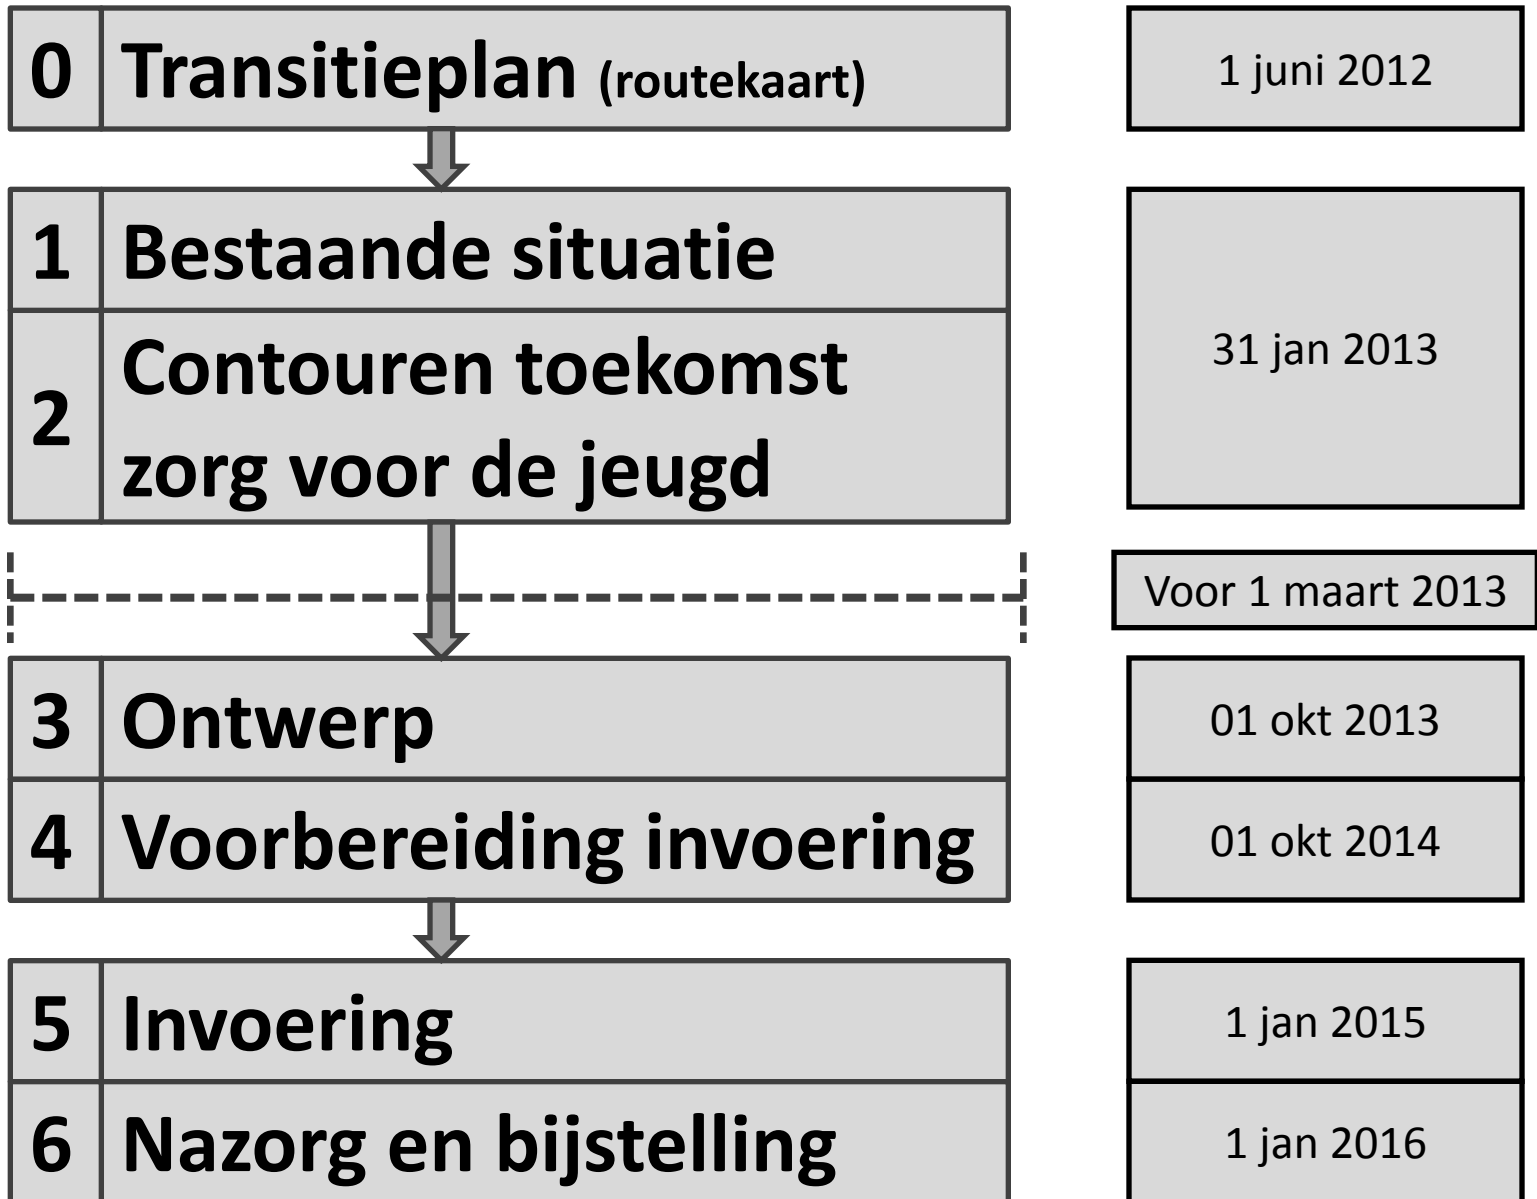 0 Transitieplan (routekaart) 1 juni 2012
1 Bestaande situatie
2 Contouren toekomst
zorg voor de jeugd
31 jan 2013
Voor 1 maart 2013
3 Ontwerp 01 okt 2013
4 Voorbereiding invoering 01 okt 2014
5 Invoering 1 jan 2015
6 Nazorg en bijstelling 1 jan 2016